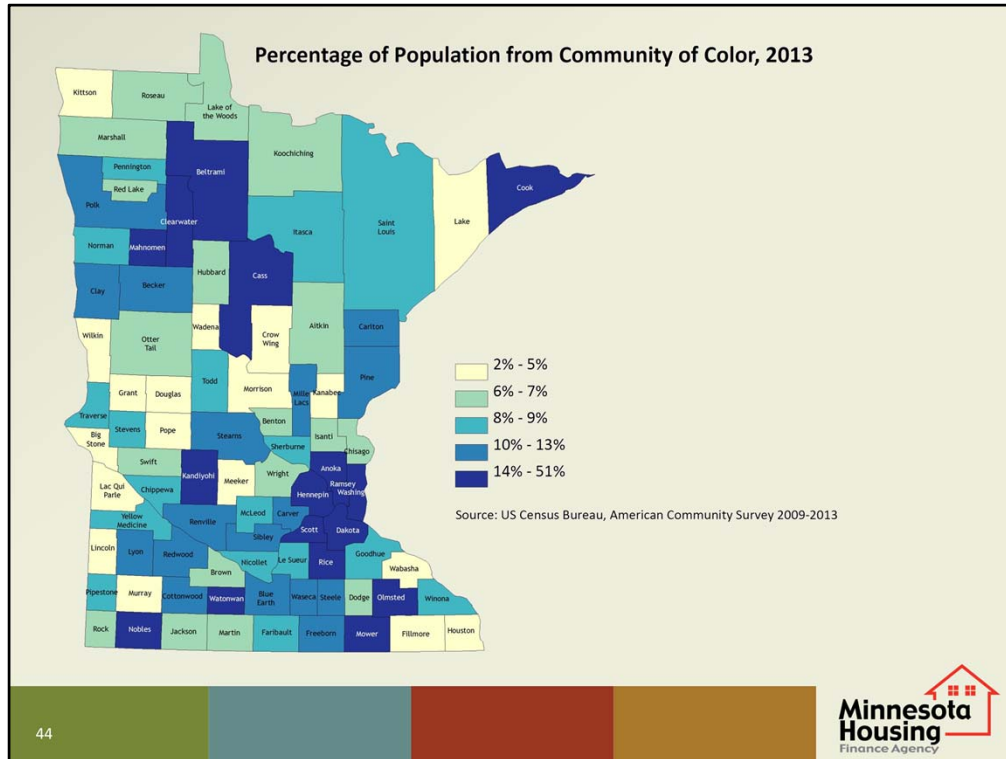 Percentage of Population from Community of Color, 2013
Kittson
Roseau
Lake of
the Woods
Marshall
Koochiching
Pennington
Beltrami
Cook
Red Lake
Polk
Lake
Clearwater
Saint
Louis
Itasca
Norman
Mahnomen
Hubbard
Cass
Clay
Becker
Wadena
Crow
Wing
Aitkin
Carlton
Wilkin
Otter
Tail
Todd
Morrison
Mille
Lacs
Kanabec
Pine
Grant
Douglas
Traverse
Stevens
Pope
Stearns
Benton
Isanti
Chisago
Big
Stone
Sherburne
Swift
Kandiyohi
Meeker
Wright
Anoka
Ramsey
Washing
Hennepin
Lac Qui
Parle
Chippewa
McLeod
Carver
Yellow
Medicine
Renville
Scott
Dakota
Sibley
Lincoln
Lyon
Redwood
Nicollet
Le Sueur
Rice
Goodhue
Wabasha
Brown
Pipestone
Murray
Cottonwood
Watonwan
Blue
Earth
Waseca
Steele
Dodge
Olmsted
Winona
Rock
Nobles
Jackson
Martin
Faribault
Freeborn
Mower
Fillmore
Houston
2% - 5%
6% - 7%
8% - 9%
10% - 13%
14% - 51%
Source: US Census Bureau, American Community Survey 2009-2013
44
Minnesota
Housing
Finance Agency